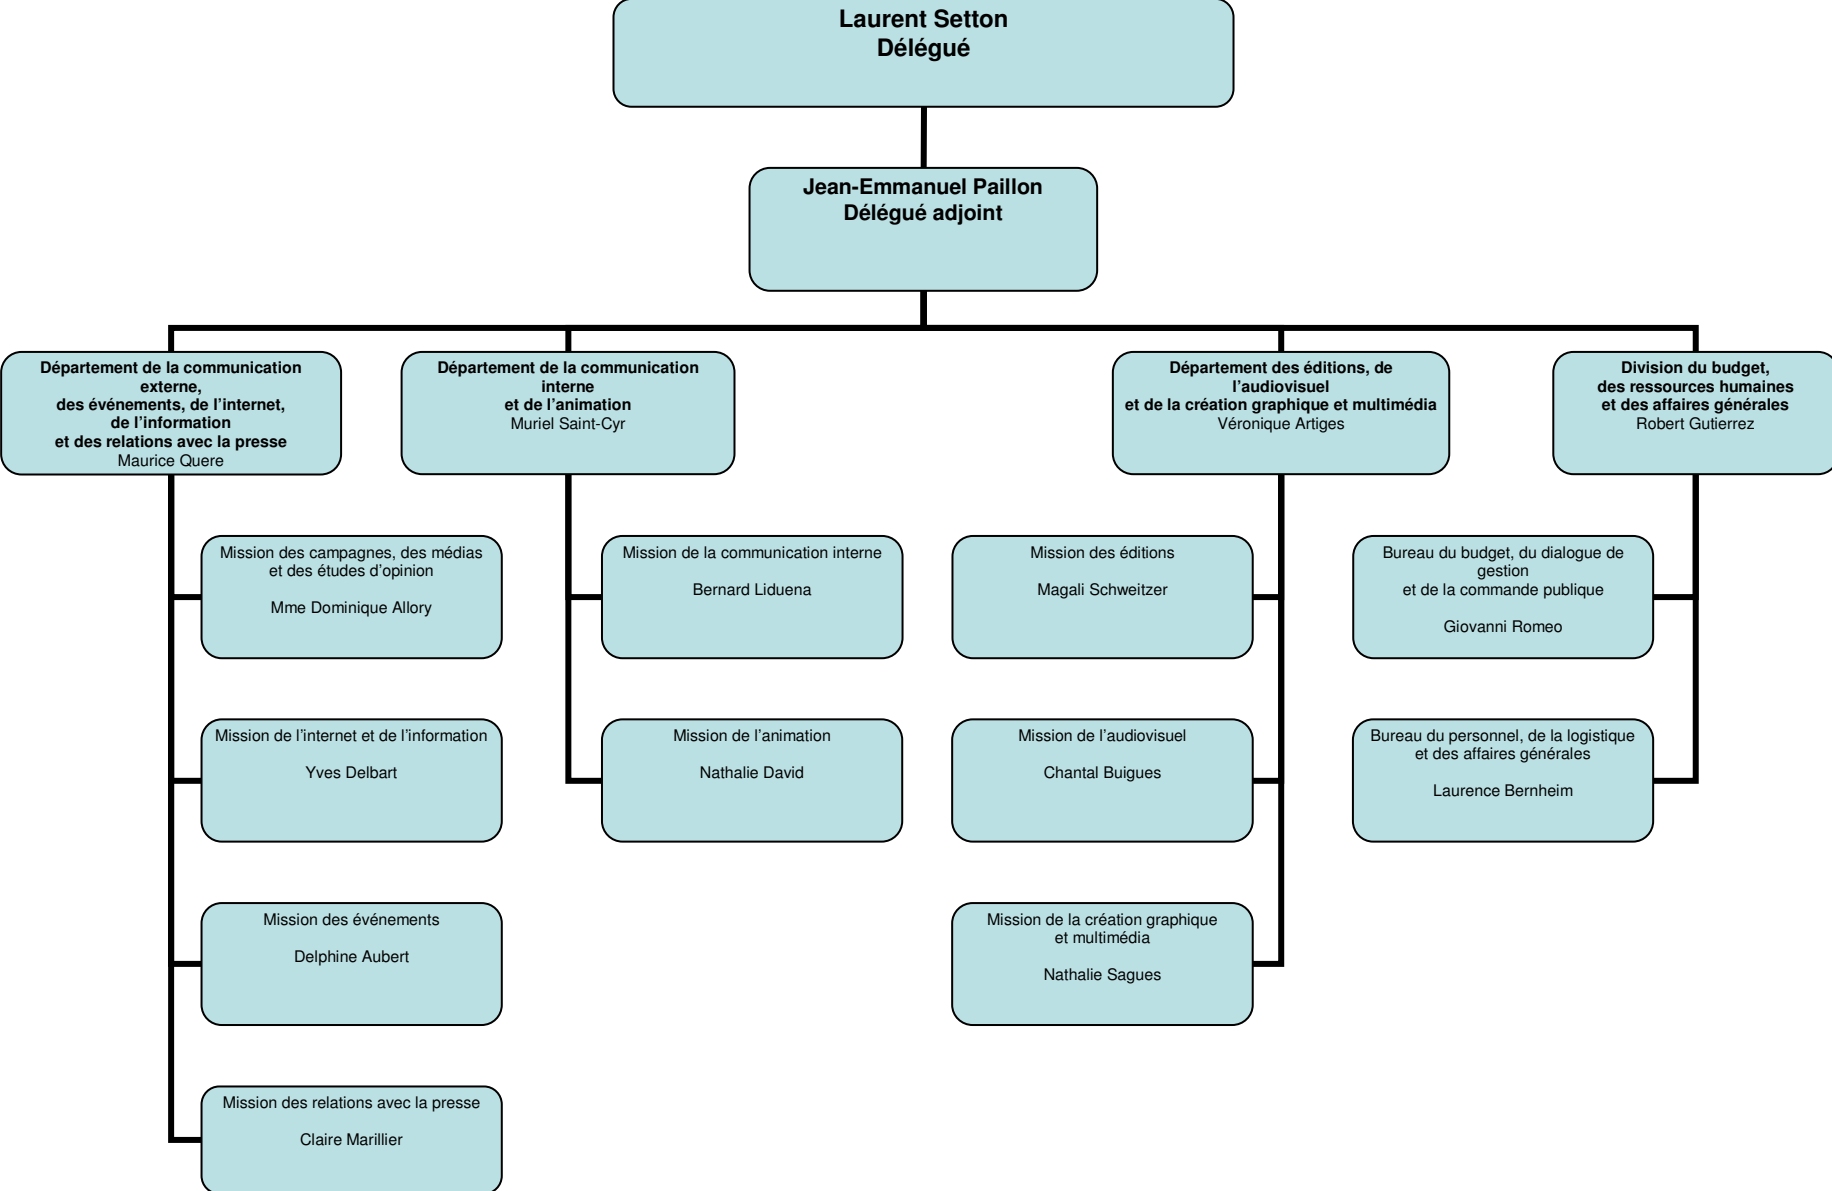 Laurent Setton
Délégué
Jean-Emmanuel Paillon
Délégué adjoint
Département de la communication
externe,
des événements, de l’internet,
de l’information
et des relations avec la presse
Maurice Quere
Département de la communication
interne
et de l’animation
Muriel Saint-Cyr
Département des éditions, de
l’audiovisuel
et de la création graphique et multimédia
Véronique Artiges
Division du budget,
des ressources humaines
et des affaires générales
Robert Gutierrez
Mission des campagnes, des médias
et des études d’opinion
Mme Dominique Allory
Mission de la communication interne
Bernard Liduena
Mission des éditions
Magali Schweitzer
Bureau du budget, du dialogue de
gestion
et de la commande publique
Giovanni Romeo
Mission de l’internet et de l’information
Yves Delbart
Mission de l’animation
Nathalie David
Mission de l’audiovisuel
Chantal Buigues
Bureau du personnel, de la logistique
et des affaires générales
Laurence Bernheim
Mission des événements
Delphine Aubert
Mission de la création graphique
et multimédia
Nathalie Sagues
Mission des relations avec la presse
Claire Marillier